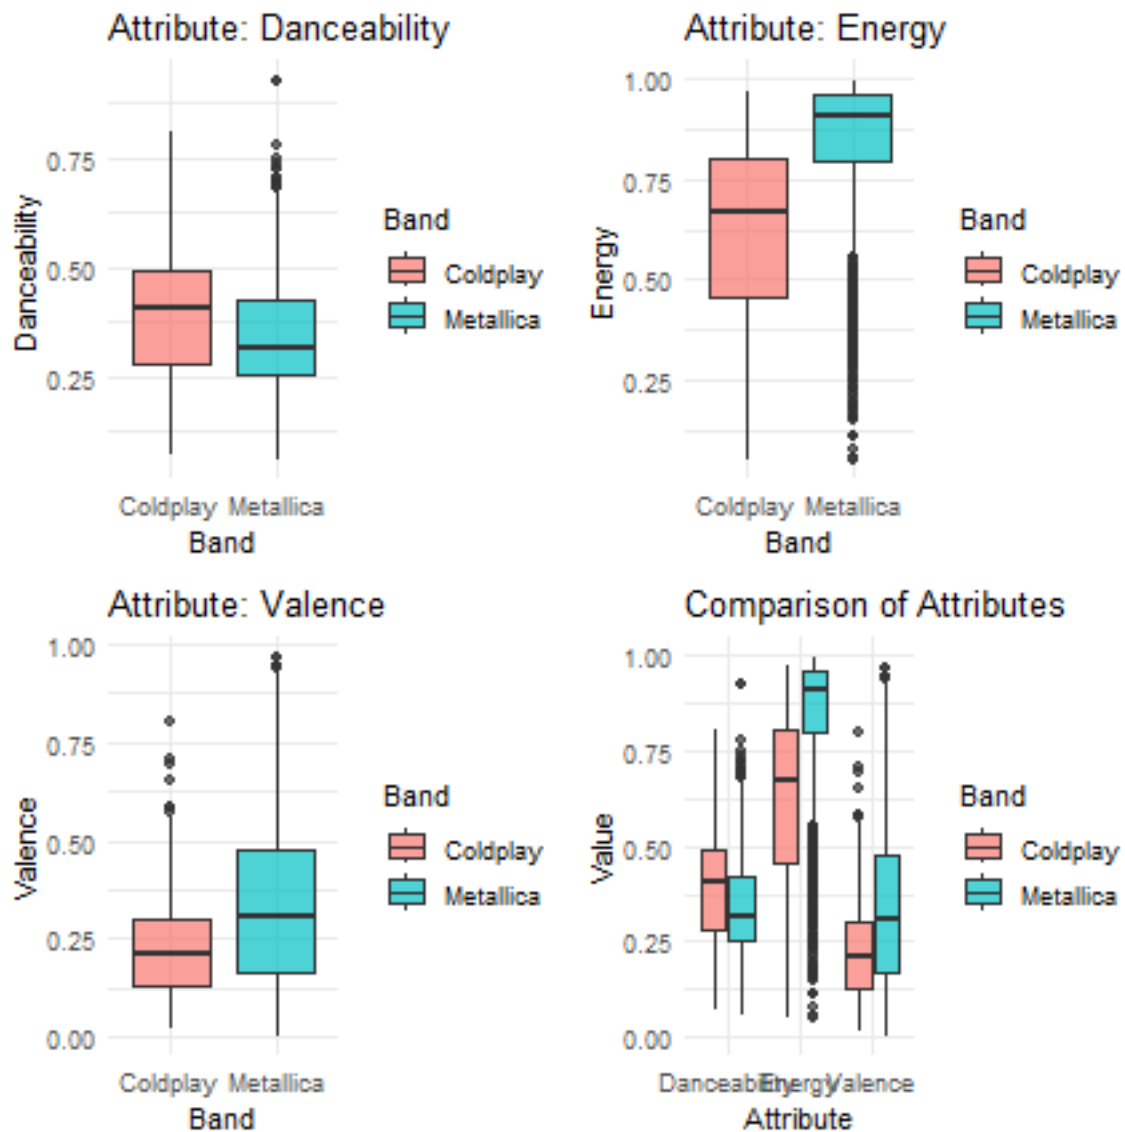 Attribute: Danceability
Danceability
0.75
0.50
0.25
Coldplay Metallica
Band
Band
Coldplay
Metallica
Attribute: Energy
Energy
1.00
0.75
0.50
0.25
Coldplay Metallica
Band
Band
Coldplay
Metallica
Attribute: Valence
Valence
1.00
0.75
0.50
0.25
0.00
Coldplay Metallica
Band
Band
Coldplay
Metallica
Comparison of Attributes
Value
1.00
0.75
0.50
0.25
0.00
Danceability Energy Valence
Attribute
Band
Coldplay
Metallica